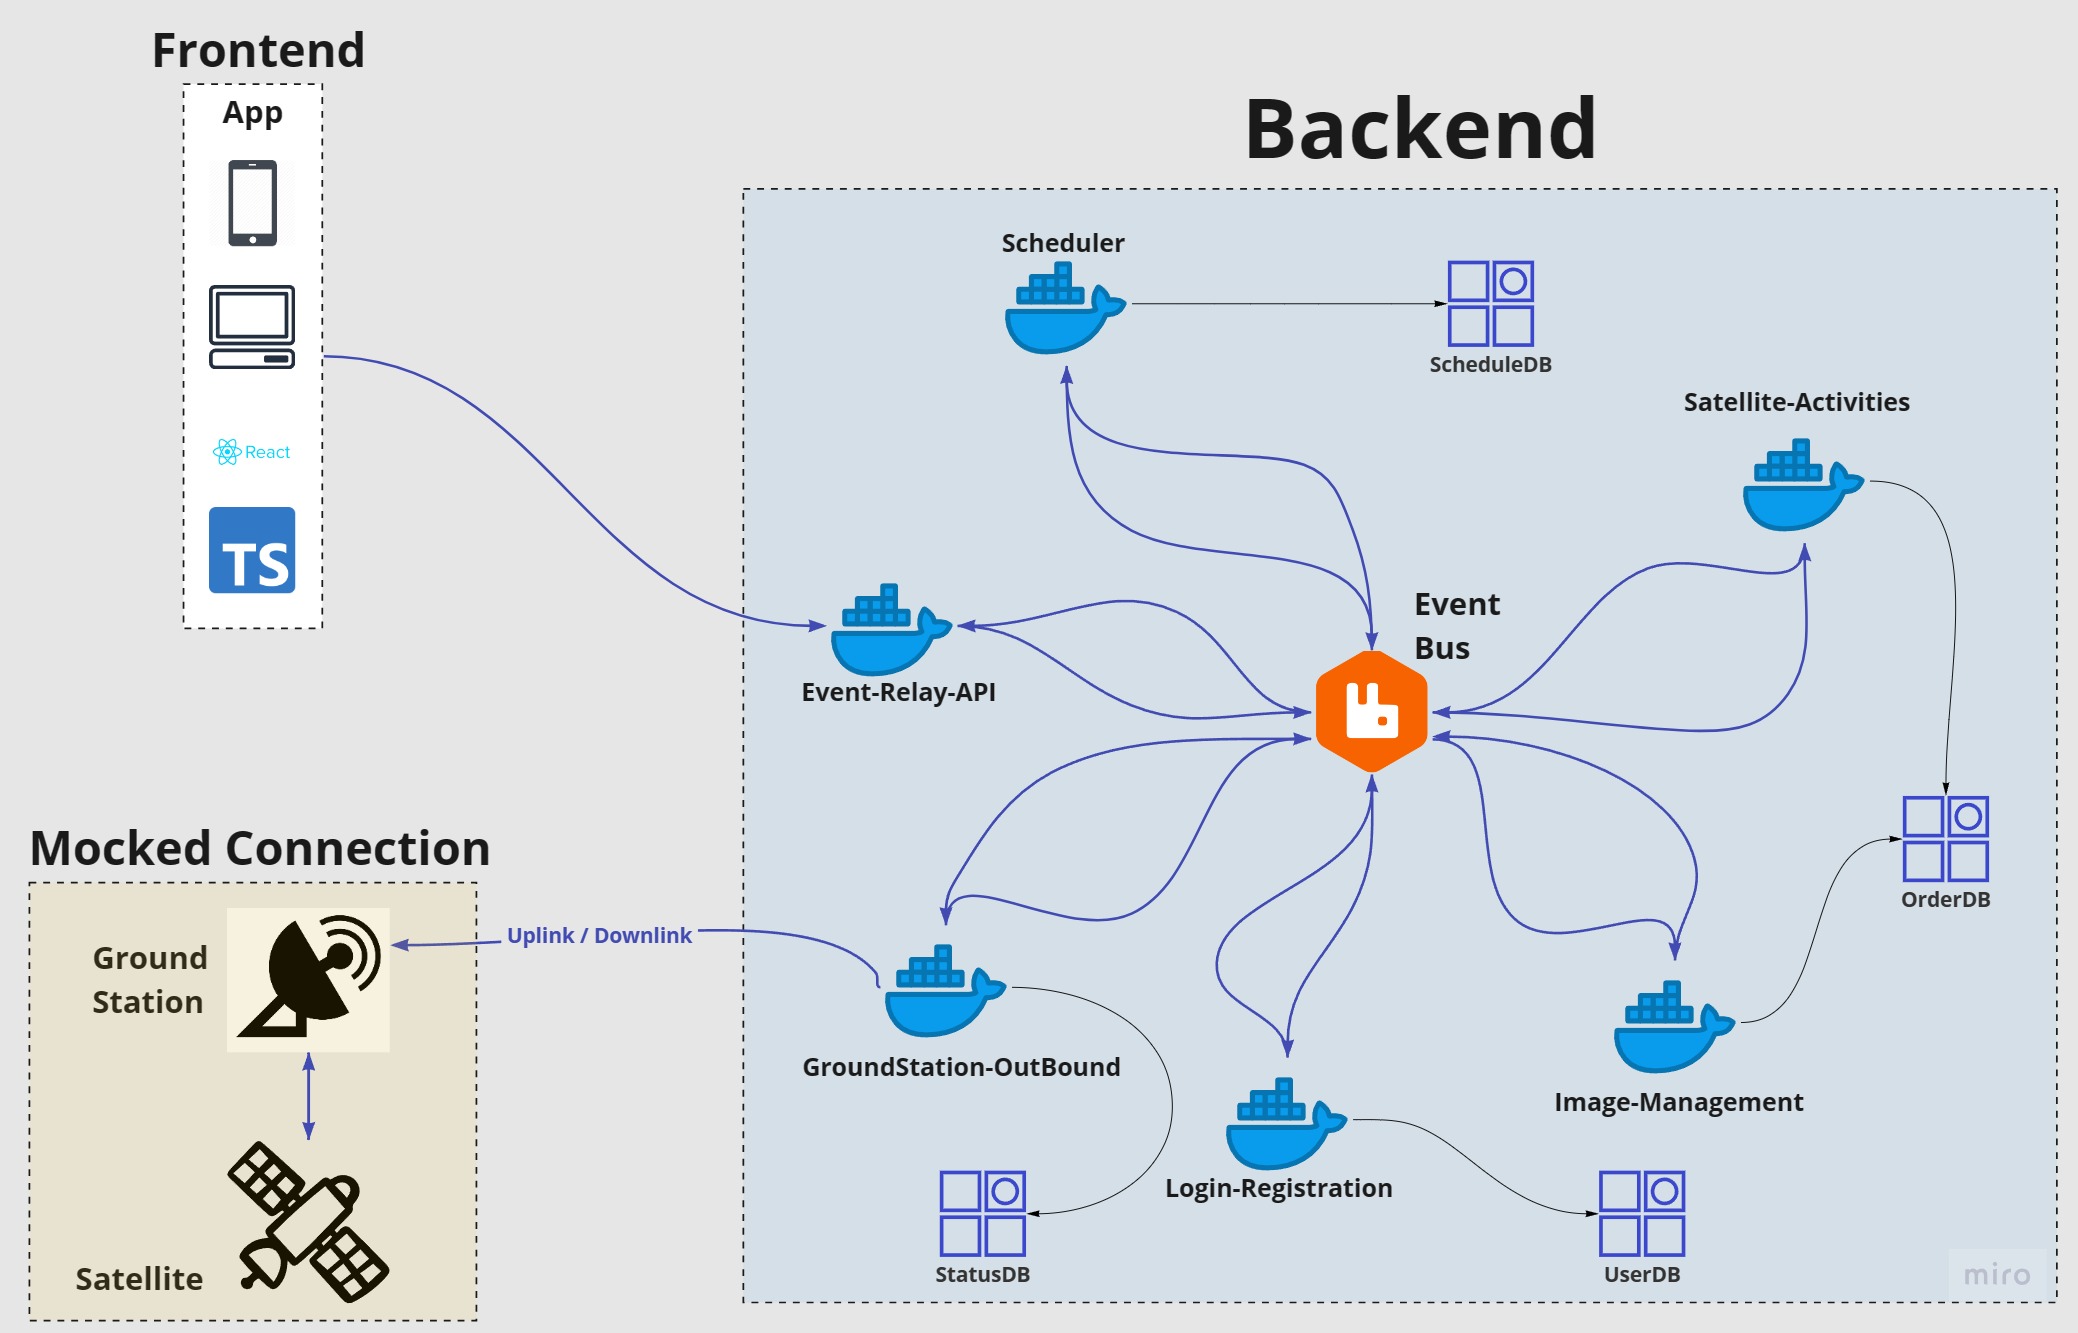 Frontend
App
React
TS
Backend
Scheduler
ScheduleDB
Satellite-Activities
Event
Bus
Event-Relay-API
Mocked Connection
Ground
Station
Uplink / Downlink
Satellite
OrderDB
GroundStation-OutBound
Image-Management
Login-Registration
StatusDB
UserDB
miro